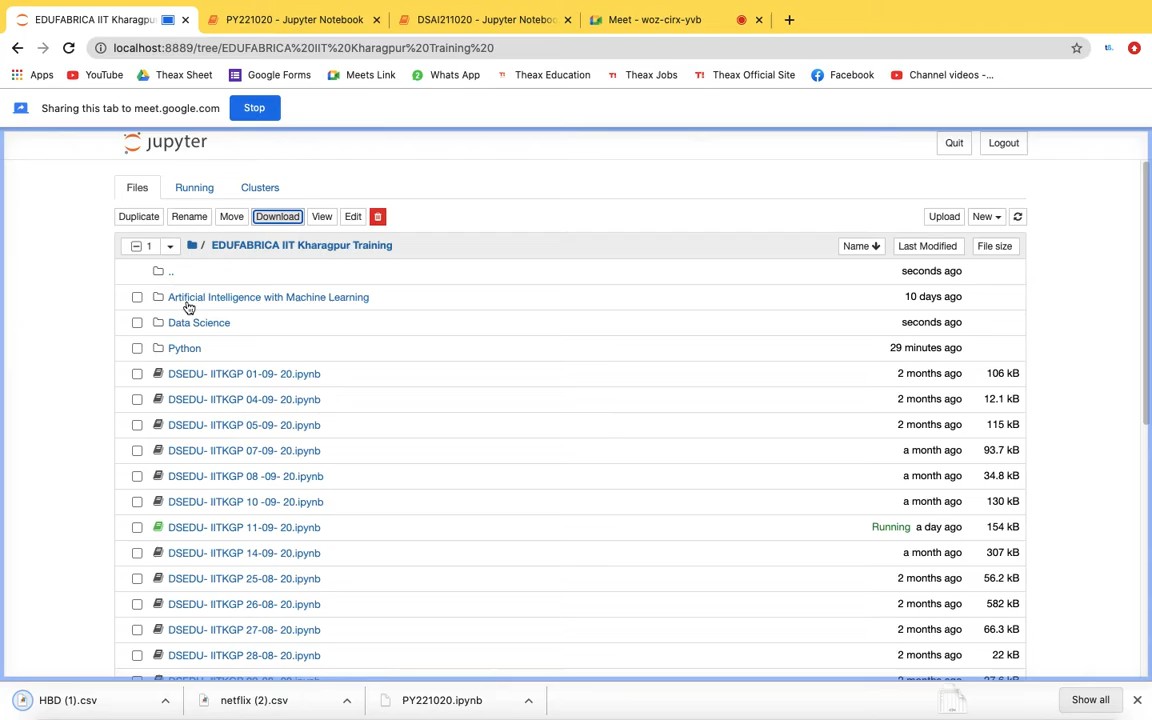 EDUFABRICA IIT Kharagpu
PY221020 - Jupyter Notebook
DSAI211020 - Jupyter Noteboo
Meet - woz-cirx-yvb
localhost:8889/tree/EDUFABRICA%20IIT%20Kharagpur%20Training%20
Apps YouTube Theax Sheet Google Forms Meets Link Whats App Theax Education Theax Jobs Theax Official Site Facebook Channel videos -...
Sharing this tab to meet.google.com Stop
jupyter Quit Logout
Files Running Clusters
Duplicate Rename Move Download View Edit Upload New
1 / EDUFABRICA IIT Kharagpur Training Name Last Modified File size
.. seconds ago
Artificial Intelligence with Machine Learning 10 days ago
Data Science seconds ago
Python 29 minutes ago
DSEDU- IITKGP 01-09- 20.ipynb 2 months ago 106 kB
DSEDU- IITKGP 04-09- 20.ipynb 2 months ago 12.1 kB
DSEDU- IITKGP 05-09- 20.ipynb 2 months ago 115 kB
DSEDU- IITKGP 07-09- 20.ipynb a month ago 93.7 kB
DSEDU- IITKGP 08 -09- 20.ipynb a month ago 34.8 kB
DSEDU- IITKGP 10 -09- 20.ipynb a month ago 130 kB
DSEDU- IITKGP 11-09- 20.ipynb Running a day ago 154 kB
DSEDU- IITKGP 14-09- 20.ipynb a month ago 307 kB
DSEDU- IITKGP 25-08- 20.ipynb 2 months ago 56.2 kB
DSEDU- IITKGP 26-08- 20.ipynb 2 months ago 582 kB
DSEDU- IITKGP 27-08- 20.ipynb 2 months ago 66.3 kB
DSEDU- IITKGP 28-08- 20.ipynb 2 months ago 22 kB
HBD (1).csv netflix (2).csv PY221020.ipynb Show all